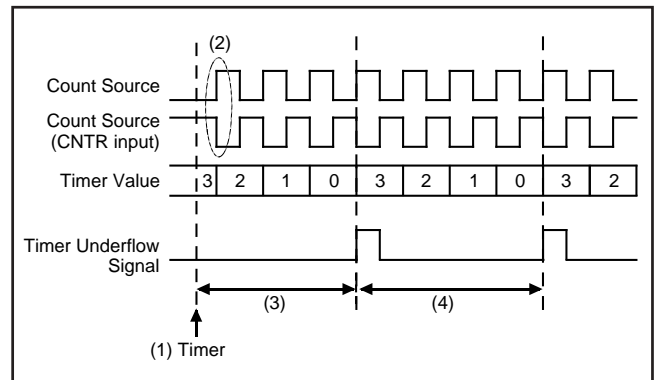 (2)
Count Source
Count Source
(CNTR input)
Timer Value 3 2 1 0 3 2 1 0 3 2
Timer Underflow
Signal
(3) (4)
(1) Timer